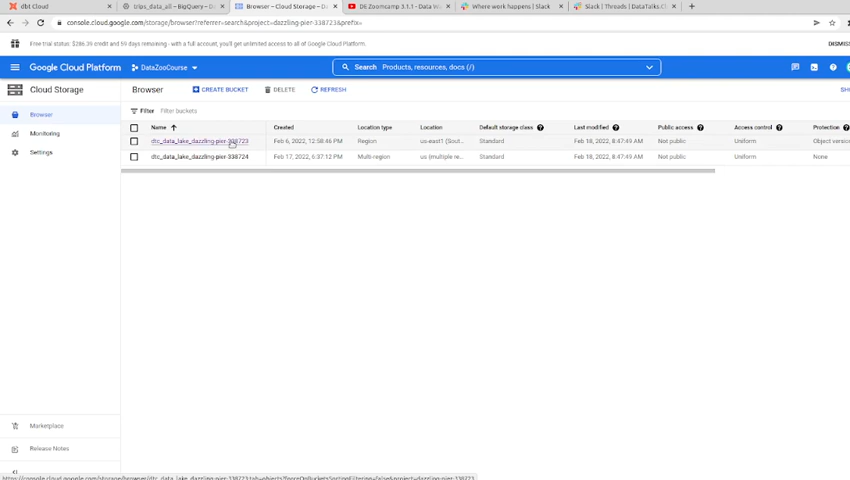 dbt Cloud
trips_data_all – BigQuery – D
Browser – Cloud Storage – Da
DE Zoomcamp 3.1.1 - Data W
Where work happens | Slack
Slack | Threads | DataTalks.C
console.cloud.google.com/storage/browser?referrer=search&project=dazzling-pier-338723&prefix=
Free trial status: $286.39 credit and 59 days remaining - with a full account, you'll get unlimited access to all of Google Cloud Platform.
DISMISS
Google Cloud Platform
DataZooCourse
Search Products, resources, docs (/)
Cloud Storage
Browser
CREATE BUCKET
DELETE
REFRESH
Browser
Monitoring
Settings
Filter Filter buckets
Name Created Location type Location Default storage class Last modified Public access Access control Protection
dtc_data_lake_dazzling-pier-338723 Feb 6, 2022, 12:58:46 PM Region us-east1 (Sout... Standard Feb 18, 2022, 8:47:49 AM Not public Uniform Object version
dtc_data_lake_dazzling-pier-338724 Feb 17, 2022, 6:37:12 PM Multi-region us (multiple re... Standard Feb 18, 2022, 8:47:49 AM Not public Uniform None
Marketplace
Release Notes